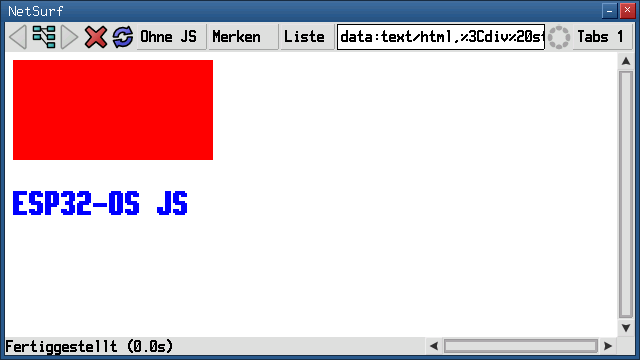 NetSurf
Ohne JS Merken Liste data:text/html,%3Cdiv%20st Tabs 1
ESP32-OS JS
Fertiggestellt (0.0s)